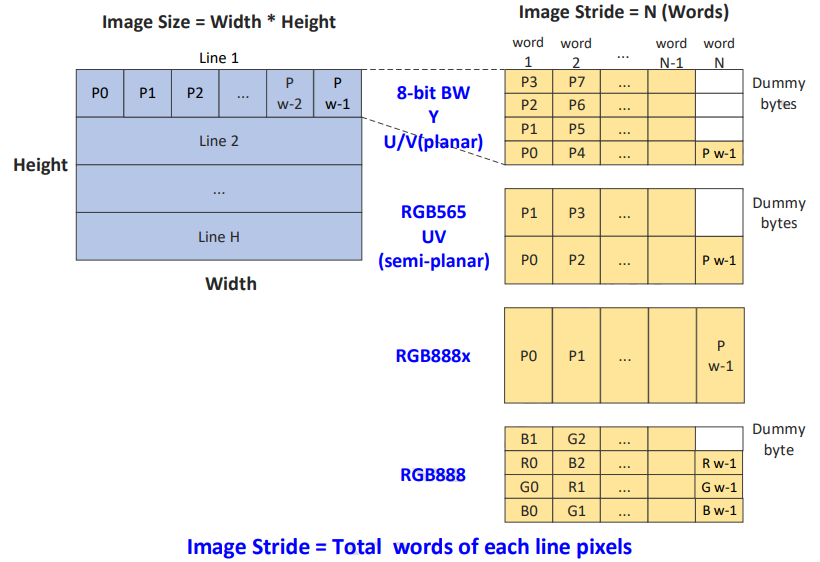 Image Size = Width * Height
Line 1
P0 P1 P2 ... P w-2 P w-1
Line 2
...
Line H
Height
Width
Image Stride = N (Words)
word 1 word 2 ... word N-1 word N
8-bit BW
Y
U/V(planar)
P3 P7 ...
P2 P6 ...
P1 P5 ...
P0 P4 ... P w-1
Dummy
bytes
RGB565
UV
(semi-planar)
P1 P3 ...
P0 P2 ... P w-1
Dummy
bytes
RGB888x
P0 P1 ... P w-1
RGB888
B1 G2 ...
R0 B2 ... R w-1
G0 R1 ... G w-1
B0 G1 ... B w-1
Dummy
byte
Image Stride = Total words of each line pixels